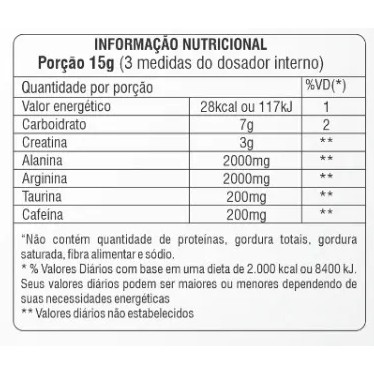 INFORMAÇÃO NUTRICIONAL
Porção 15g (3 medidas do dosador interno)
Quantidade por porção %VD(*)
Valor energético 28kcal ou 117kJ 1
Carboidrato 7g 2
Creatina 3g **
Alanina 2000mg **
Arginina 2000mg **
Taurina 200mg **
Cafeína 200mg **
*Não contém quantidade de proteínas, gordura totais, gordura
saturada, fibra alimentar e sódio.
* % Valores Diários com base em uma dieta de 2.000 kcal ou 8400 kJ.
Seus valores diários podem ser maiores ou menores dependendo de
suas necessidades energéticas
** Valores diários não estabelecidos